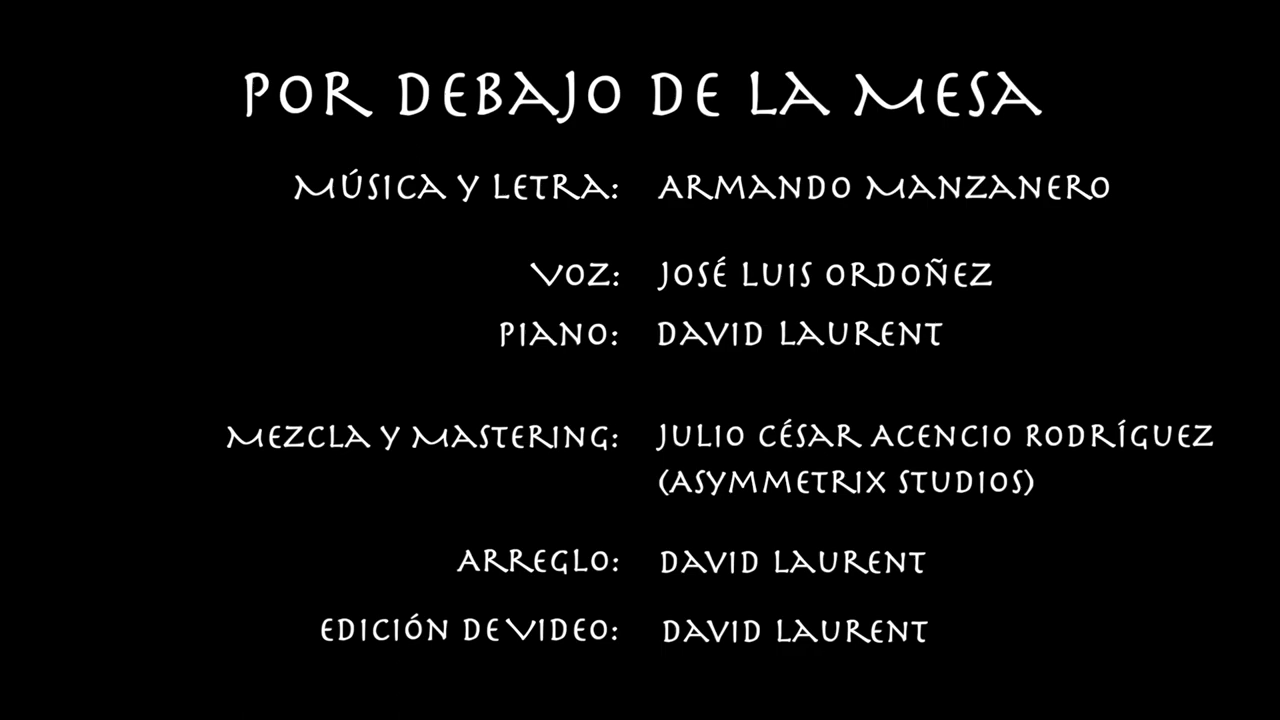 Por Debajo de la Mesa
Música y Letra: Armando Manzanero
Voz: José Luis Ordoñez
Piano: David Laurent
Mezcla y Mastering: Julio César Acencio Rodríguez
(Asymmetrix Studios)
Arreglo: David Laurent
Edición de Video: David Laurent